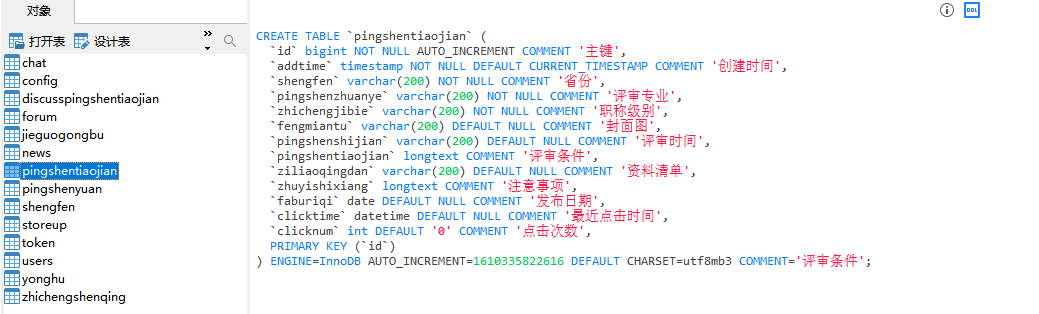 对象
打开表 设计表
chat
config
discusspingshentiaojian
forum
jieguogongbu
news
pingshentiaojian
pingshenyuan
shengfen
storeup
token
users
yonghu
zhichengshenqing
DDL
CREATE TABLE `pingshentiaojian` (
`id` bigint NOT NULL AUTO_INCREMENT COMMENT '主键',
`addtime` timestamp NOT NULL DEFAULT CURRENT_TIMESTAMP COMMENT '创建时间',
`shengfen` varchar(200) NOT NULL COMMENT '省份',
`pingshenzhuanye` varchar(200) NOT NULL COMMENT '评审专业',
`zhichengjibie` varchar(200) NOT NULL COMMENT '职称级别',
`fengmiantu` varchar(200) DEFAULT NULL COMMENT '封面图',
`pingshenshijian` varchar(200) DEFAULT NULL COMMENT '评审时间',
`pingshentiaojian` longtext COMMENT '评审条件',
`ziliaoqingdan` varchar(200) DEFAULT NULL COMMENT '资料清单',
`zhuyishixiang` longtext COMMENT '注意事项',
`faburiqi` date DEFAULT NULL COMMENT '发布日期',
`clicktime` datetime DEFAULT NULL COMMENT '最近点击时间',
`clicknum` int DEFAULT '0' COMMENT '点击次数',
PRIMARY KEY (`id`)
) ENGINE=InnoDB AUTO_INCREMENT=1610335822616 DEFAULT CHARSET=utf8mb3 COMMENT='评审条件';